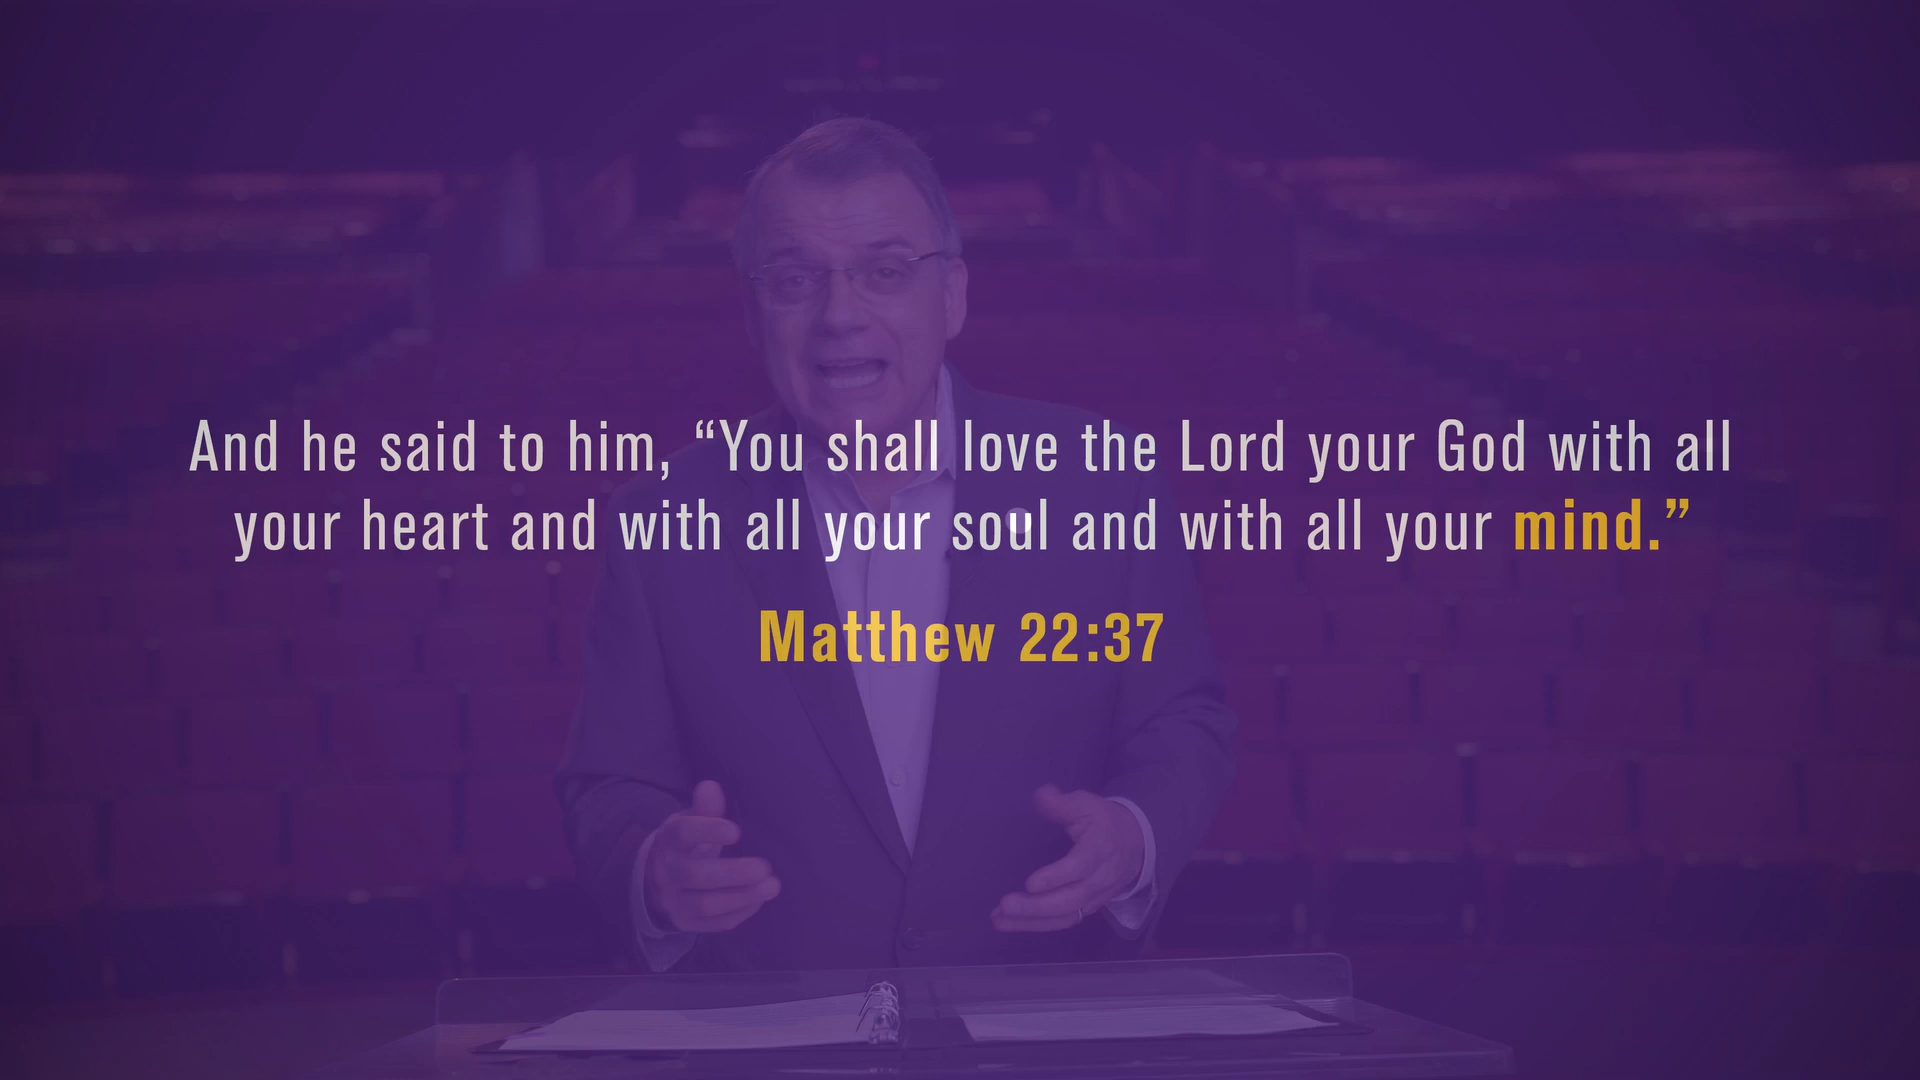 And he said to him, “You shall love the Lord your God with all
your heart and with all your soul and with all your mind.”
Matthew 22:37